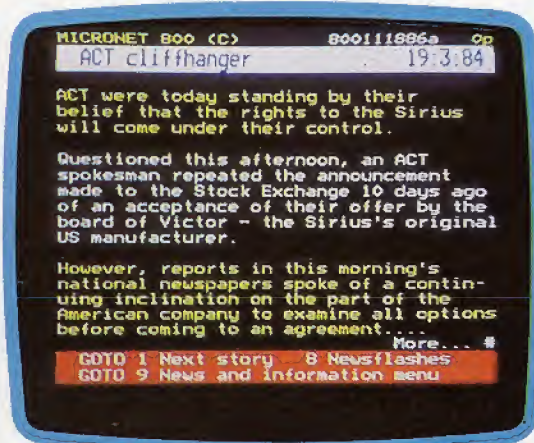 MICRONET 800 (C) 800111886a 0p
ACT cliffhanger 19:3:84
ACT were today standing by their
belief that the rights to the Sirius
will come under their control.
Questioned this afternoon, an ACT
spokesman repeated the announcement
made to the Stock Exchange 10 days ago
of an acceptance of their offer by the
board of Victor - the Sirius's original
US manufacturer.
However, reports in this morning's
national newspapers spoke of a contin-
uing inclination on the part of the
American company to examine all options
before coming to an agreement....
More... #
GOTO 1 Next story 8 Newsflashes
GOTO 9 News and information menu